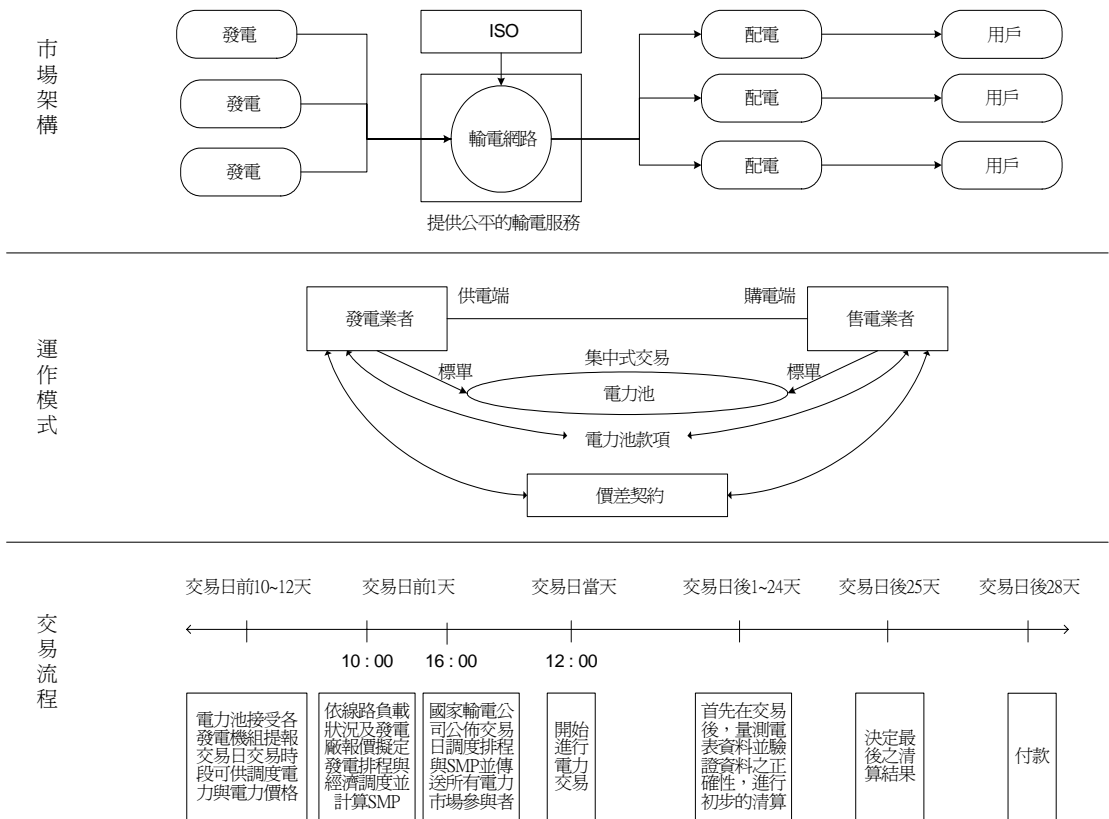 市場架構
發電
ISO
配電
用戶
發電
輸電網路
配電
用戶
發電
配電
用戶
提供公平的輸電服務
運作模式
發電業者
供電端
購電端
售電業者
集中式交易
標單
標單
電力池
電力池款項
價差契約
交易流程
交易日前10~12天
交易日前1天
交易日當天
交易日後1~24天
交易日後25天
交易日後28天
10：00
16：00
12：00
電力池接受各
發電機組提報
交易日交易時
段可供調度電
力與電力價格
依線路負載
狀況及發電
廠報價擬定
發電排程與
經濟調度並
計算SMP
國家輸電公
司公佈交易
日調度排程
與SMP並傳
送所有電力
市場參與者
開始
進行
電力
交易
首先在交易
後，量測電
表資料並驗
證資料之正
確性，進行
初步的清算
決定最
後之清
算結果
付款